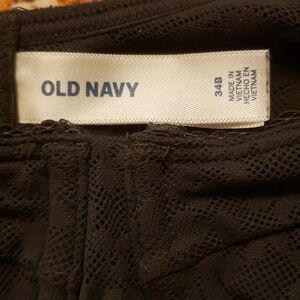 OLD NAVY
34B
MADE IN
VIETNAM
HECHO EN
VIETNAM